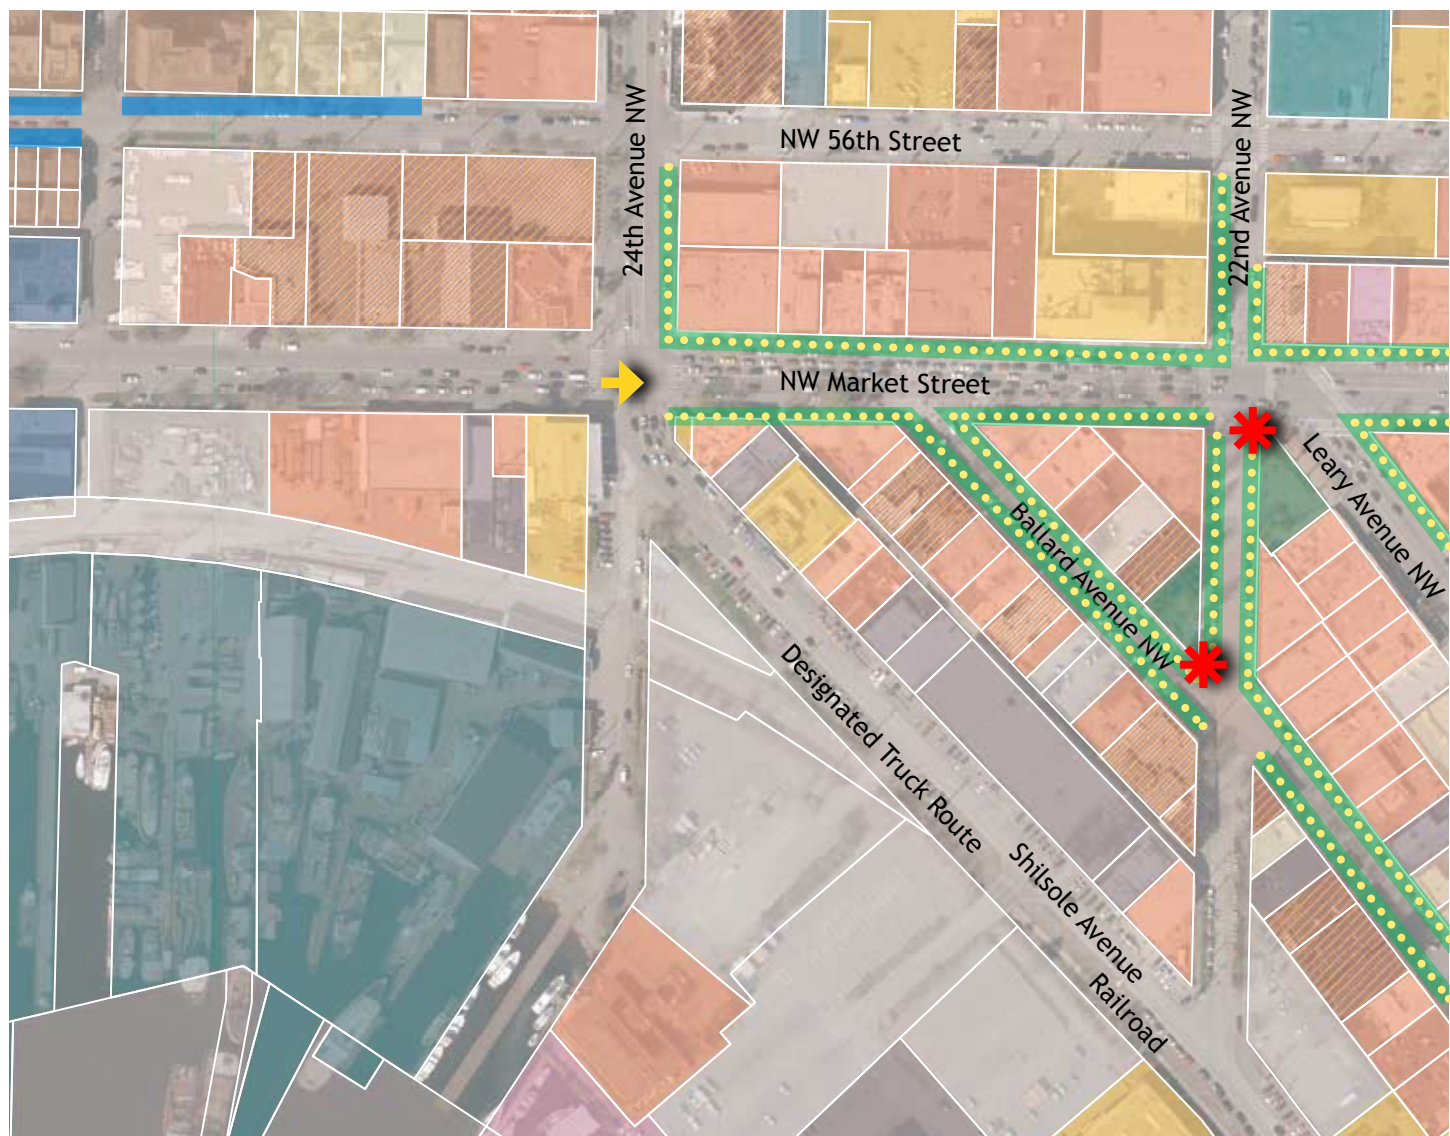 NW 56th Street
24th Avenue NW
22nd Avenue NW
NW Market Street
Leary Avenue NW
Ballard Avenue NW
Designated Truck Route
Shilsole Avenue
Railroad